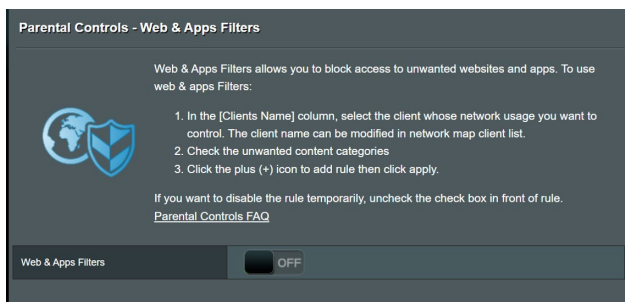 Parental Controls - Web & Apps Filters
Web & Apps Filters allows you to block access to unwanted websites and apps. To use
web & apps Filters:
1. In the [Clients Name] column, select the client whose network usage you want to
control. The client name can be modified in network map client list.
2. Check the unwanted content categories
3. Click the plus (+) icon to add rule then click apply.
If you want to disable the rule temporarily, uncheck the check box in front of rule.
Parental Controls FAQ
Web & Apps Filters
OFF